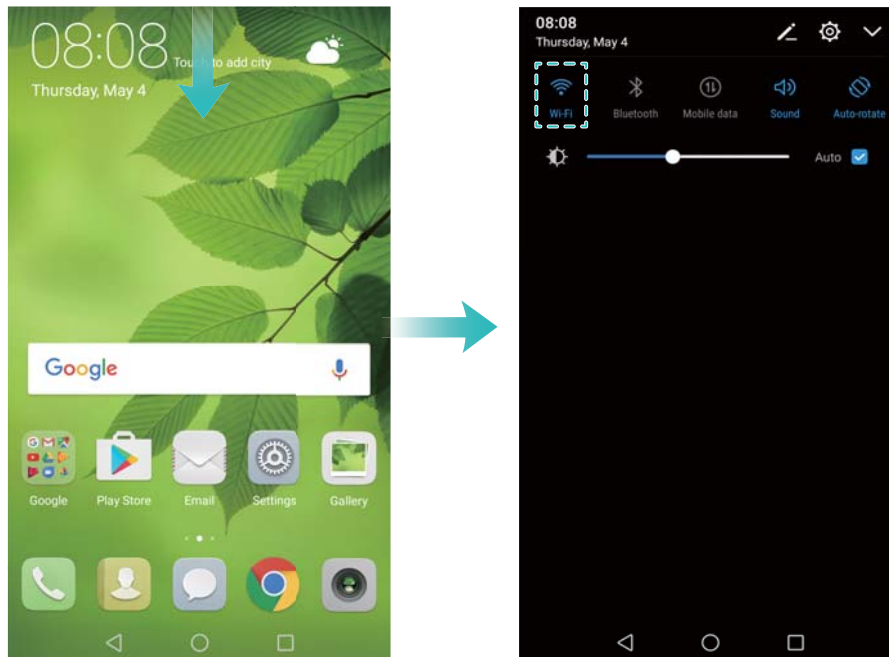 08:08
Touch to add city
Thursday, May 4
Google
Google
Play Store
Email
Settings
Gallery
08:08
Thursday, May 4
Wi-Fi
Bluetooth
Mobile data
Sound
Auto-rotate
Auto